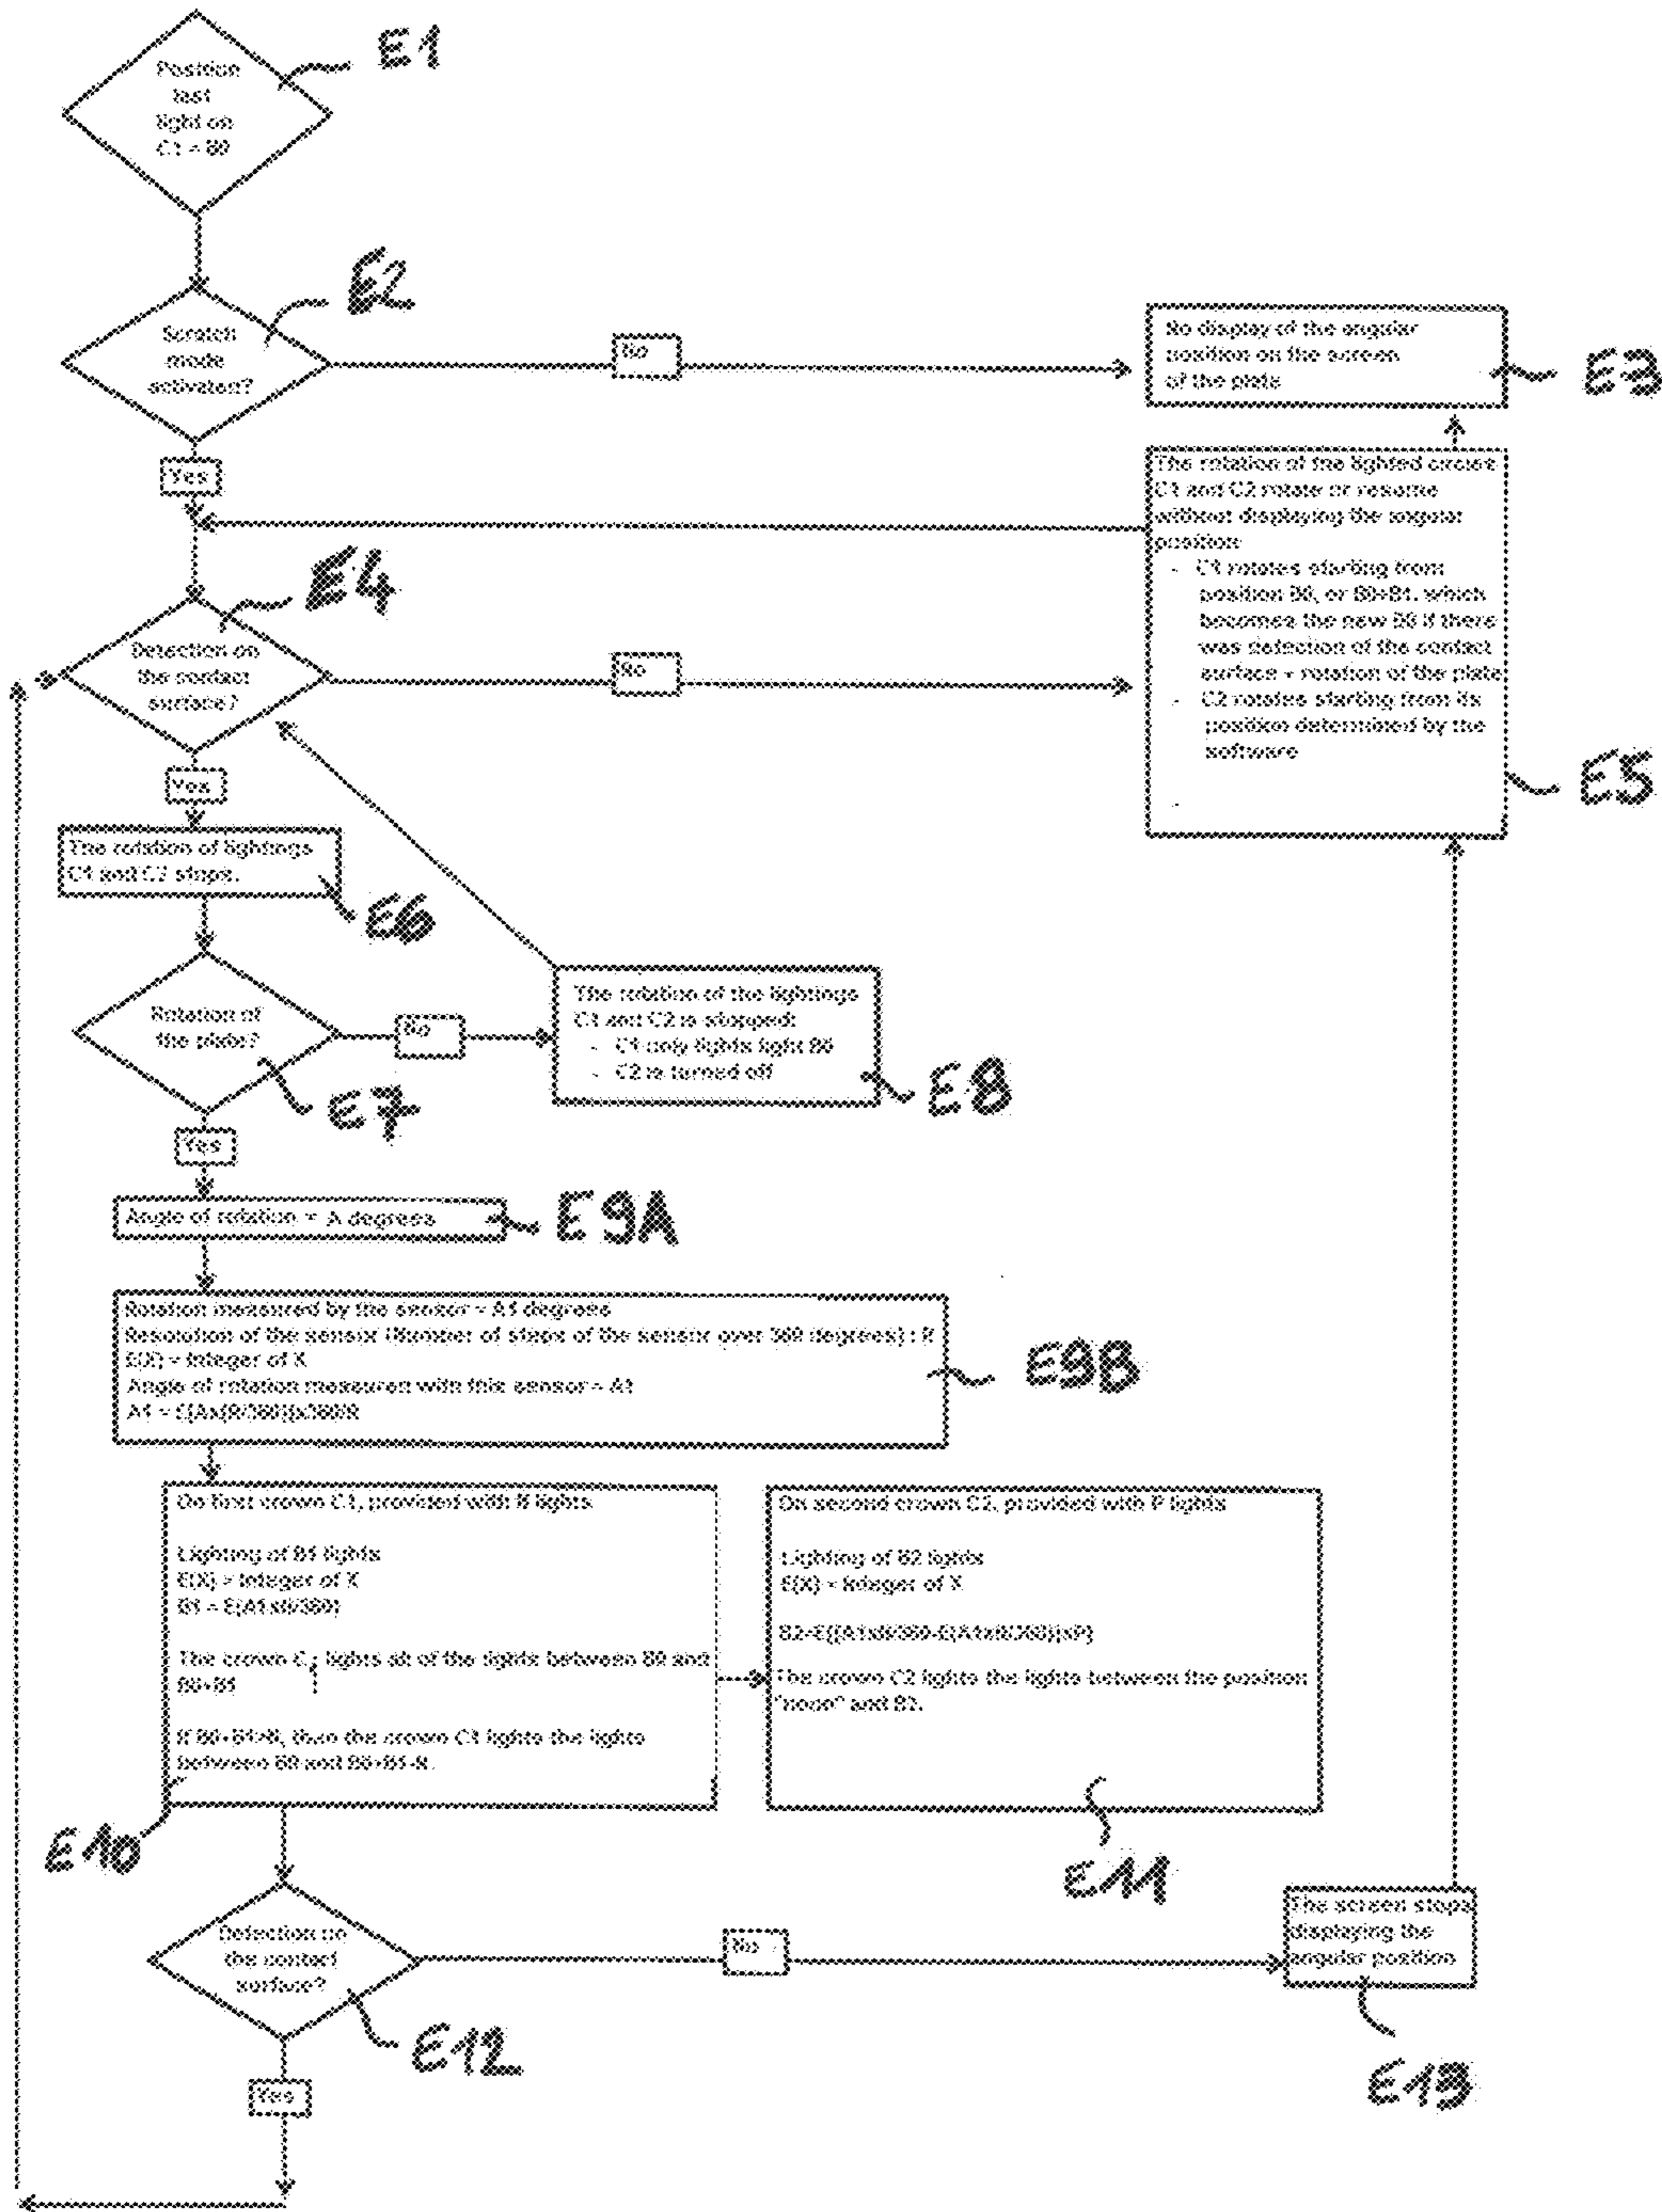 Position
last
light on
C1 = B0
E1
Scratch
mode
activated?
E2
No
No display of the angular
position on the screen
of the plate
E3
Yes
The rotation of the lighted circles
C1 and C2 rotate or resume
without displaying the angular
position
- C1 rotates starting from
position B0, or B0+B1, which
becomes the new B0 if there
was detection of the contact
surface + rotation of the plate
- C2 rotates starting from its
position determined by the
software
-
E5
Detection on
the contact
surface?
E4
No
Yes
The rotation of lightings
C1 and C2 stops.
E6
Rotation of
the plate?
E7
No
The rotation of the lightings
C1 and C2 is stopped:
- C1 only lights light B0
- C2 is turned off
E8
Yes
Angle of rotation = A degrees
E9A
Rotation measured by the sensor = A1 degrees
Resolution of the sensor (Number of steps of the sensor over 360 degrees) : R
E(X) = Integer of X
Angle of rotation measured with this sensor = A1
A1 = E[Ax(R/360)]x360/R
E9B
On first crown C1, provided with N lights
Lighting of B1 lights
E(X) = Integer of X
B1 = E(A1xN/360)
The crown C1 lights all of the lights between B0 and
B0+B1
If B0+B1>N, than the crown C1 lights the lights
between B0 and B0+B1-N.
E10
On second crown C2, provided with P lights
Lighting of B2 lights
E(X) = Integer of X
B2=E{[A1xN/360-E(A1xN/360)]xP}
The crown C2 lights the lights between the position
"noon" and B2.
E11
Detection on
the contact
surface?
E12
No
The screen stops
displaying the
angular position
E13
Yes